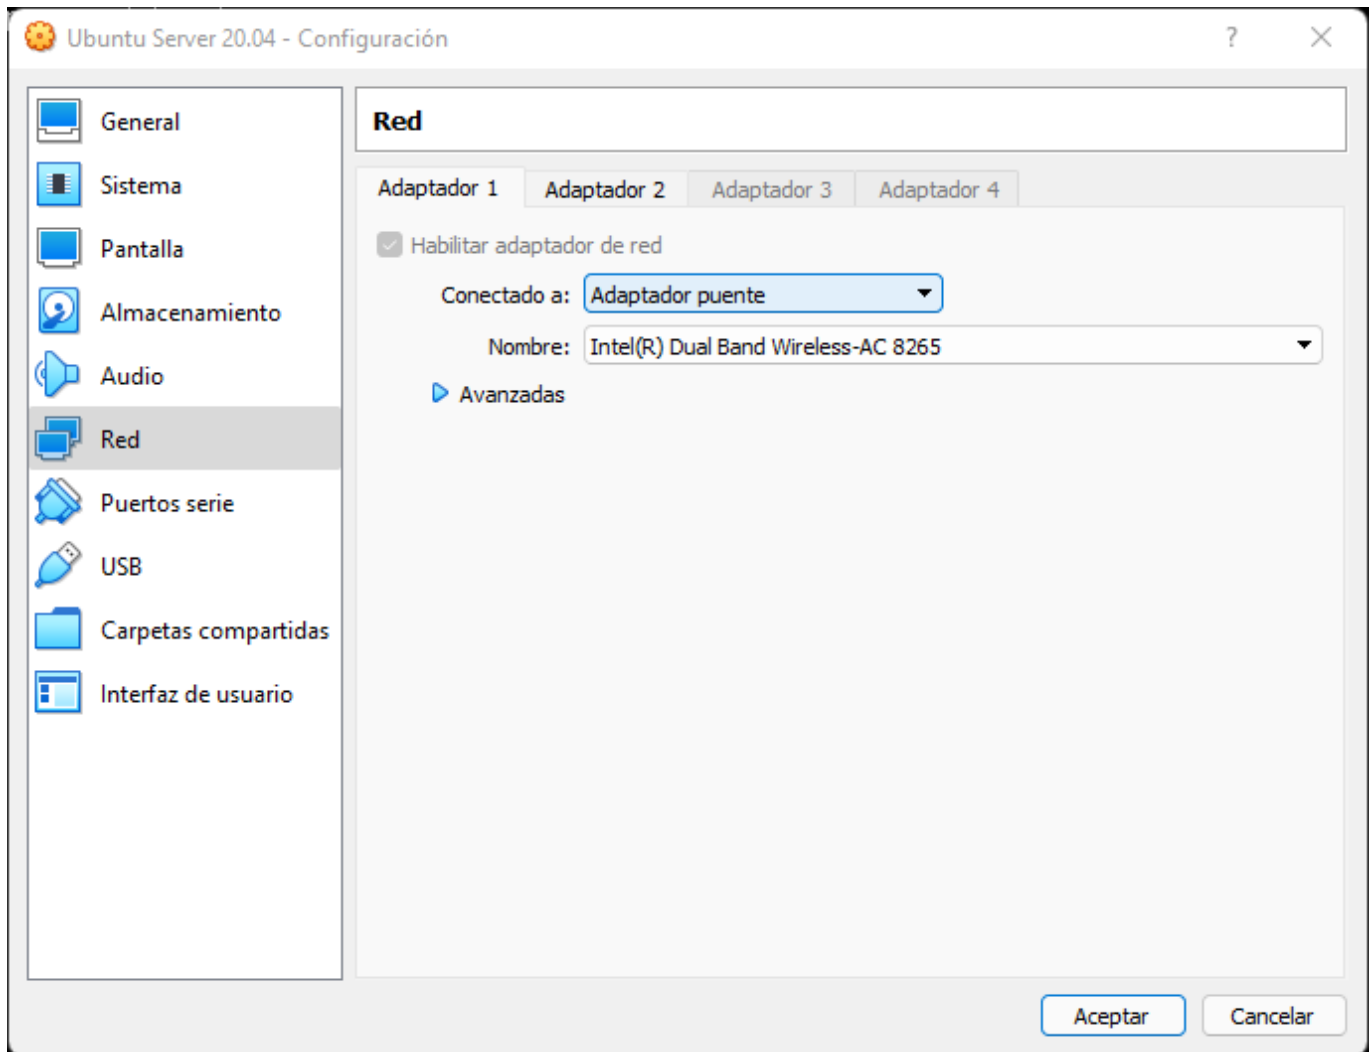 Ubuntu Server 20.04 - Configuración
?
General
Sistema
Pantalla
Almacenamiento
Audio
Red
Puertos serie
USB
Carpetas compartidas
Interfaz de usuario
Red
Adaptador 1 Adaptador 2 Adaptador 3 Adaptador 4
Habilitar adaptador de red
Conectado a: Adaptador puente
Nombre: Intel(R) Dual Band Wireless-AC 8265
Avanzadas
Aceptar Cancelar